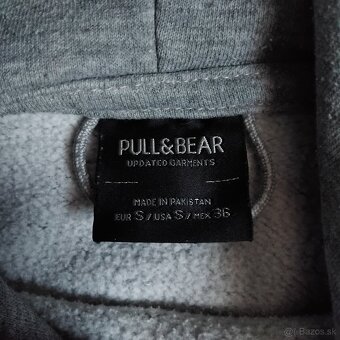 PULL&BEAR
UPDATED GARMENTS
MADE IN PAKISTAN
EUR S / USA S / MEX 36
Bazos.sk